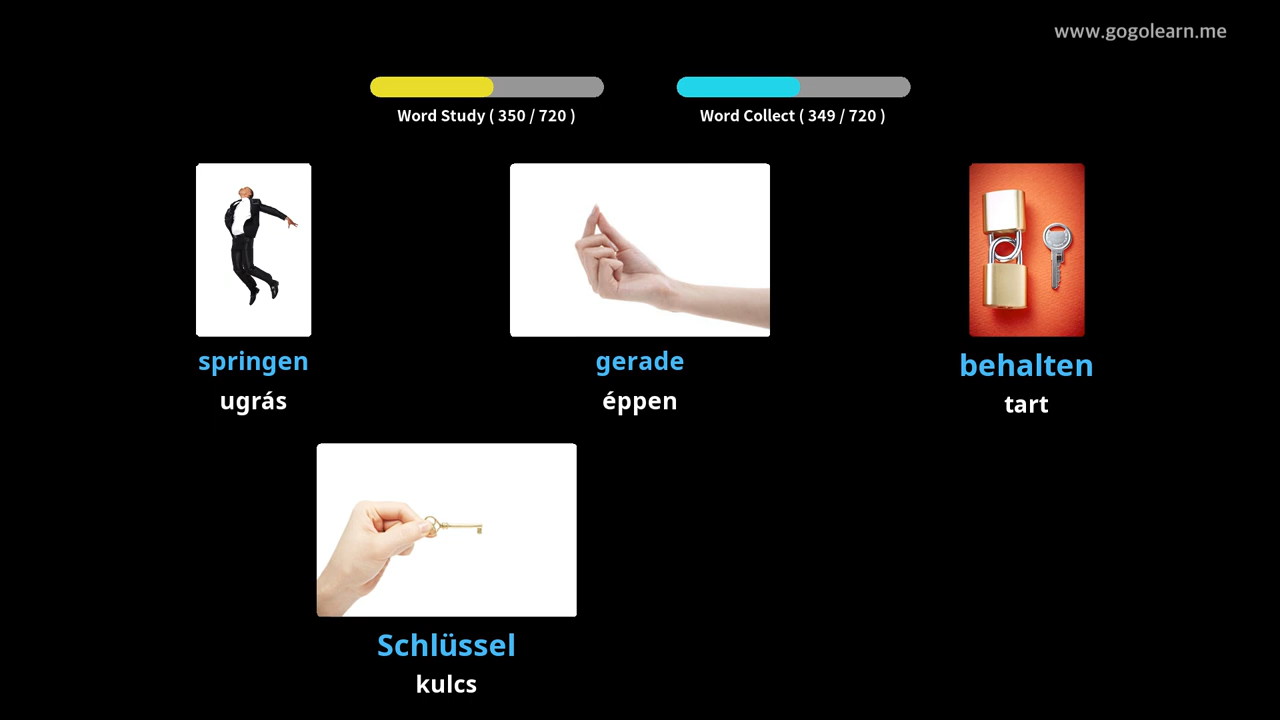 www.gogolearn.me
Word Study ( 350 / 720 )
Word Collect ( 349 / 720 )
springen
ugrás
gerade
éppen
behalten
tart
Schlüssel
kulcs